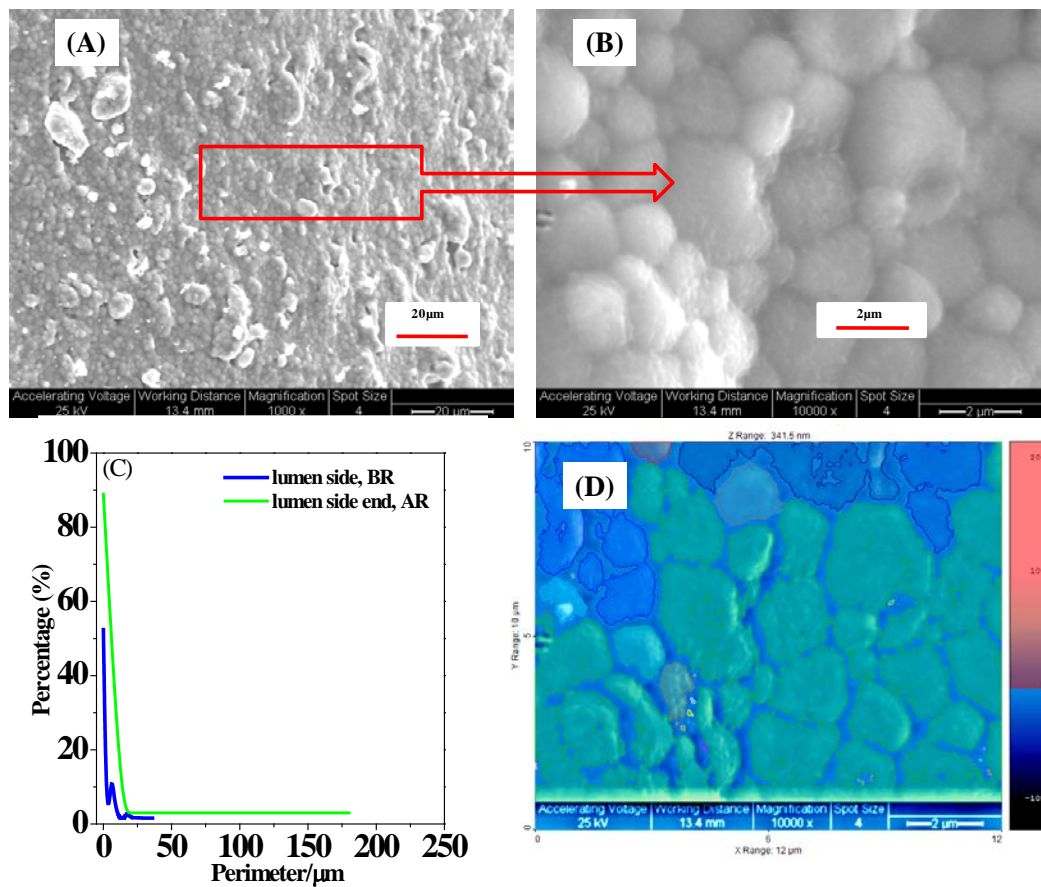 (A)
20μm
Accelerating Voltage Working Distance Magnification Spot Size
25 kV 13.4 mm 1000 x 4 20 μm
(B)
2μm
Accelerating Voltage Working Distance Magnification Spot Size
25 kV 13.4 mm 10000 x 4 2 μm
(C)
lumen side, BR
lumen side end, AR
Percentage (%)
100
80
60
40
20
0
0 50 100 150 200 250
Perimeter/μm
Z Range: 341.5 nm
(D)
10
5
0
Y Range: 10 μm
Accelerating Voltage Working Distance Magnification Spot Size
25 kV 13.4 mm 10000 x 4 2 μm
0 6 12
X Range: 12 μm
20
10
-10